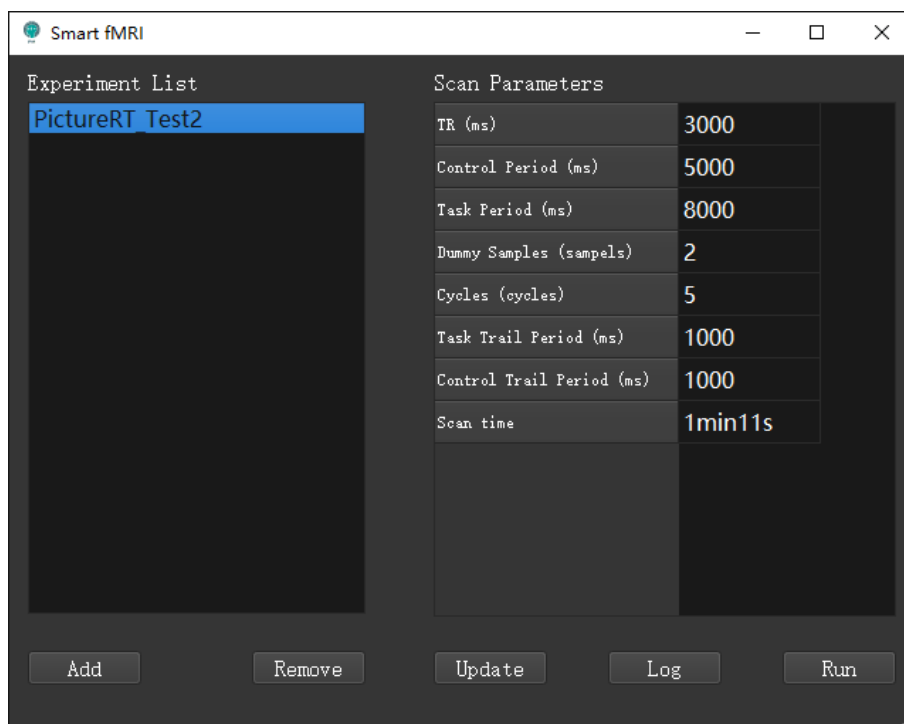 Smart fMRI
Experiment List
PictureRT_Test2
Add
Remove
Scan Parameters
TR (ms) 3000
Control Period (ms) 5000
Task Period (ms) 8000
Dummy Samples (sampels) 2
Cycles (cycles) 5
Task Trail Period (ms) 1000
Control Trail Period (ms) 1000
Scan time 1min11s
Update
Log
Run